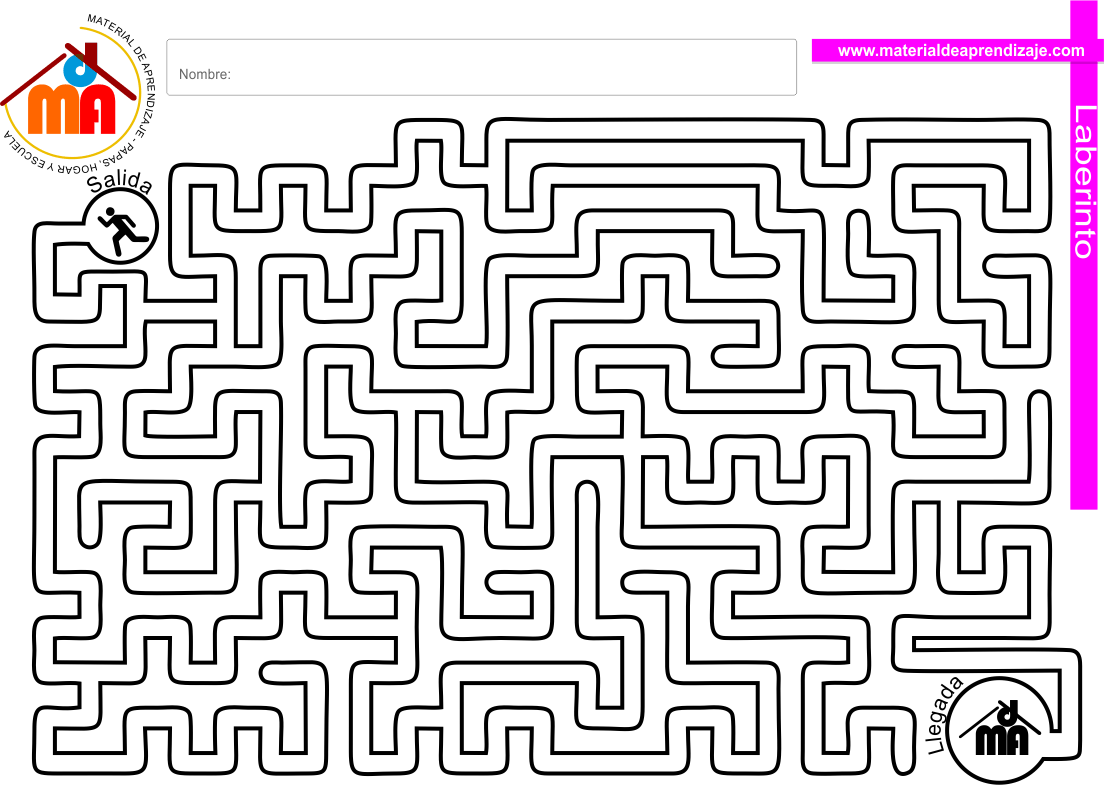 MATERIAL DE APRENDIZAJE - PAPAS, HOGAR Y ESCUELA
d
mA
Nombre:
www.materialdeaprendizaje.com
Laberinto
Salida
Llegada
d
mA